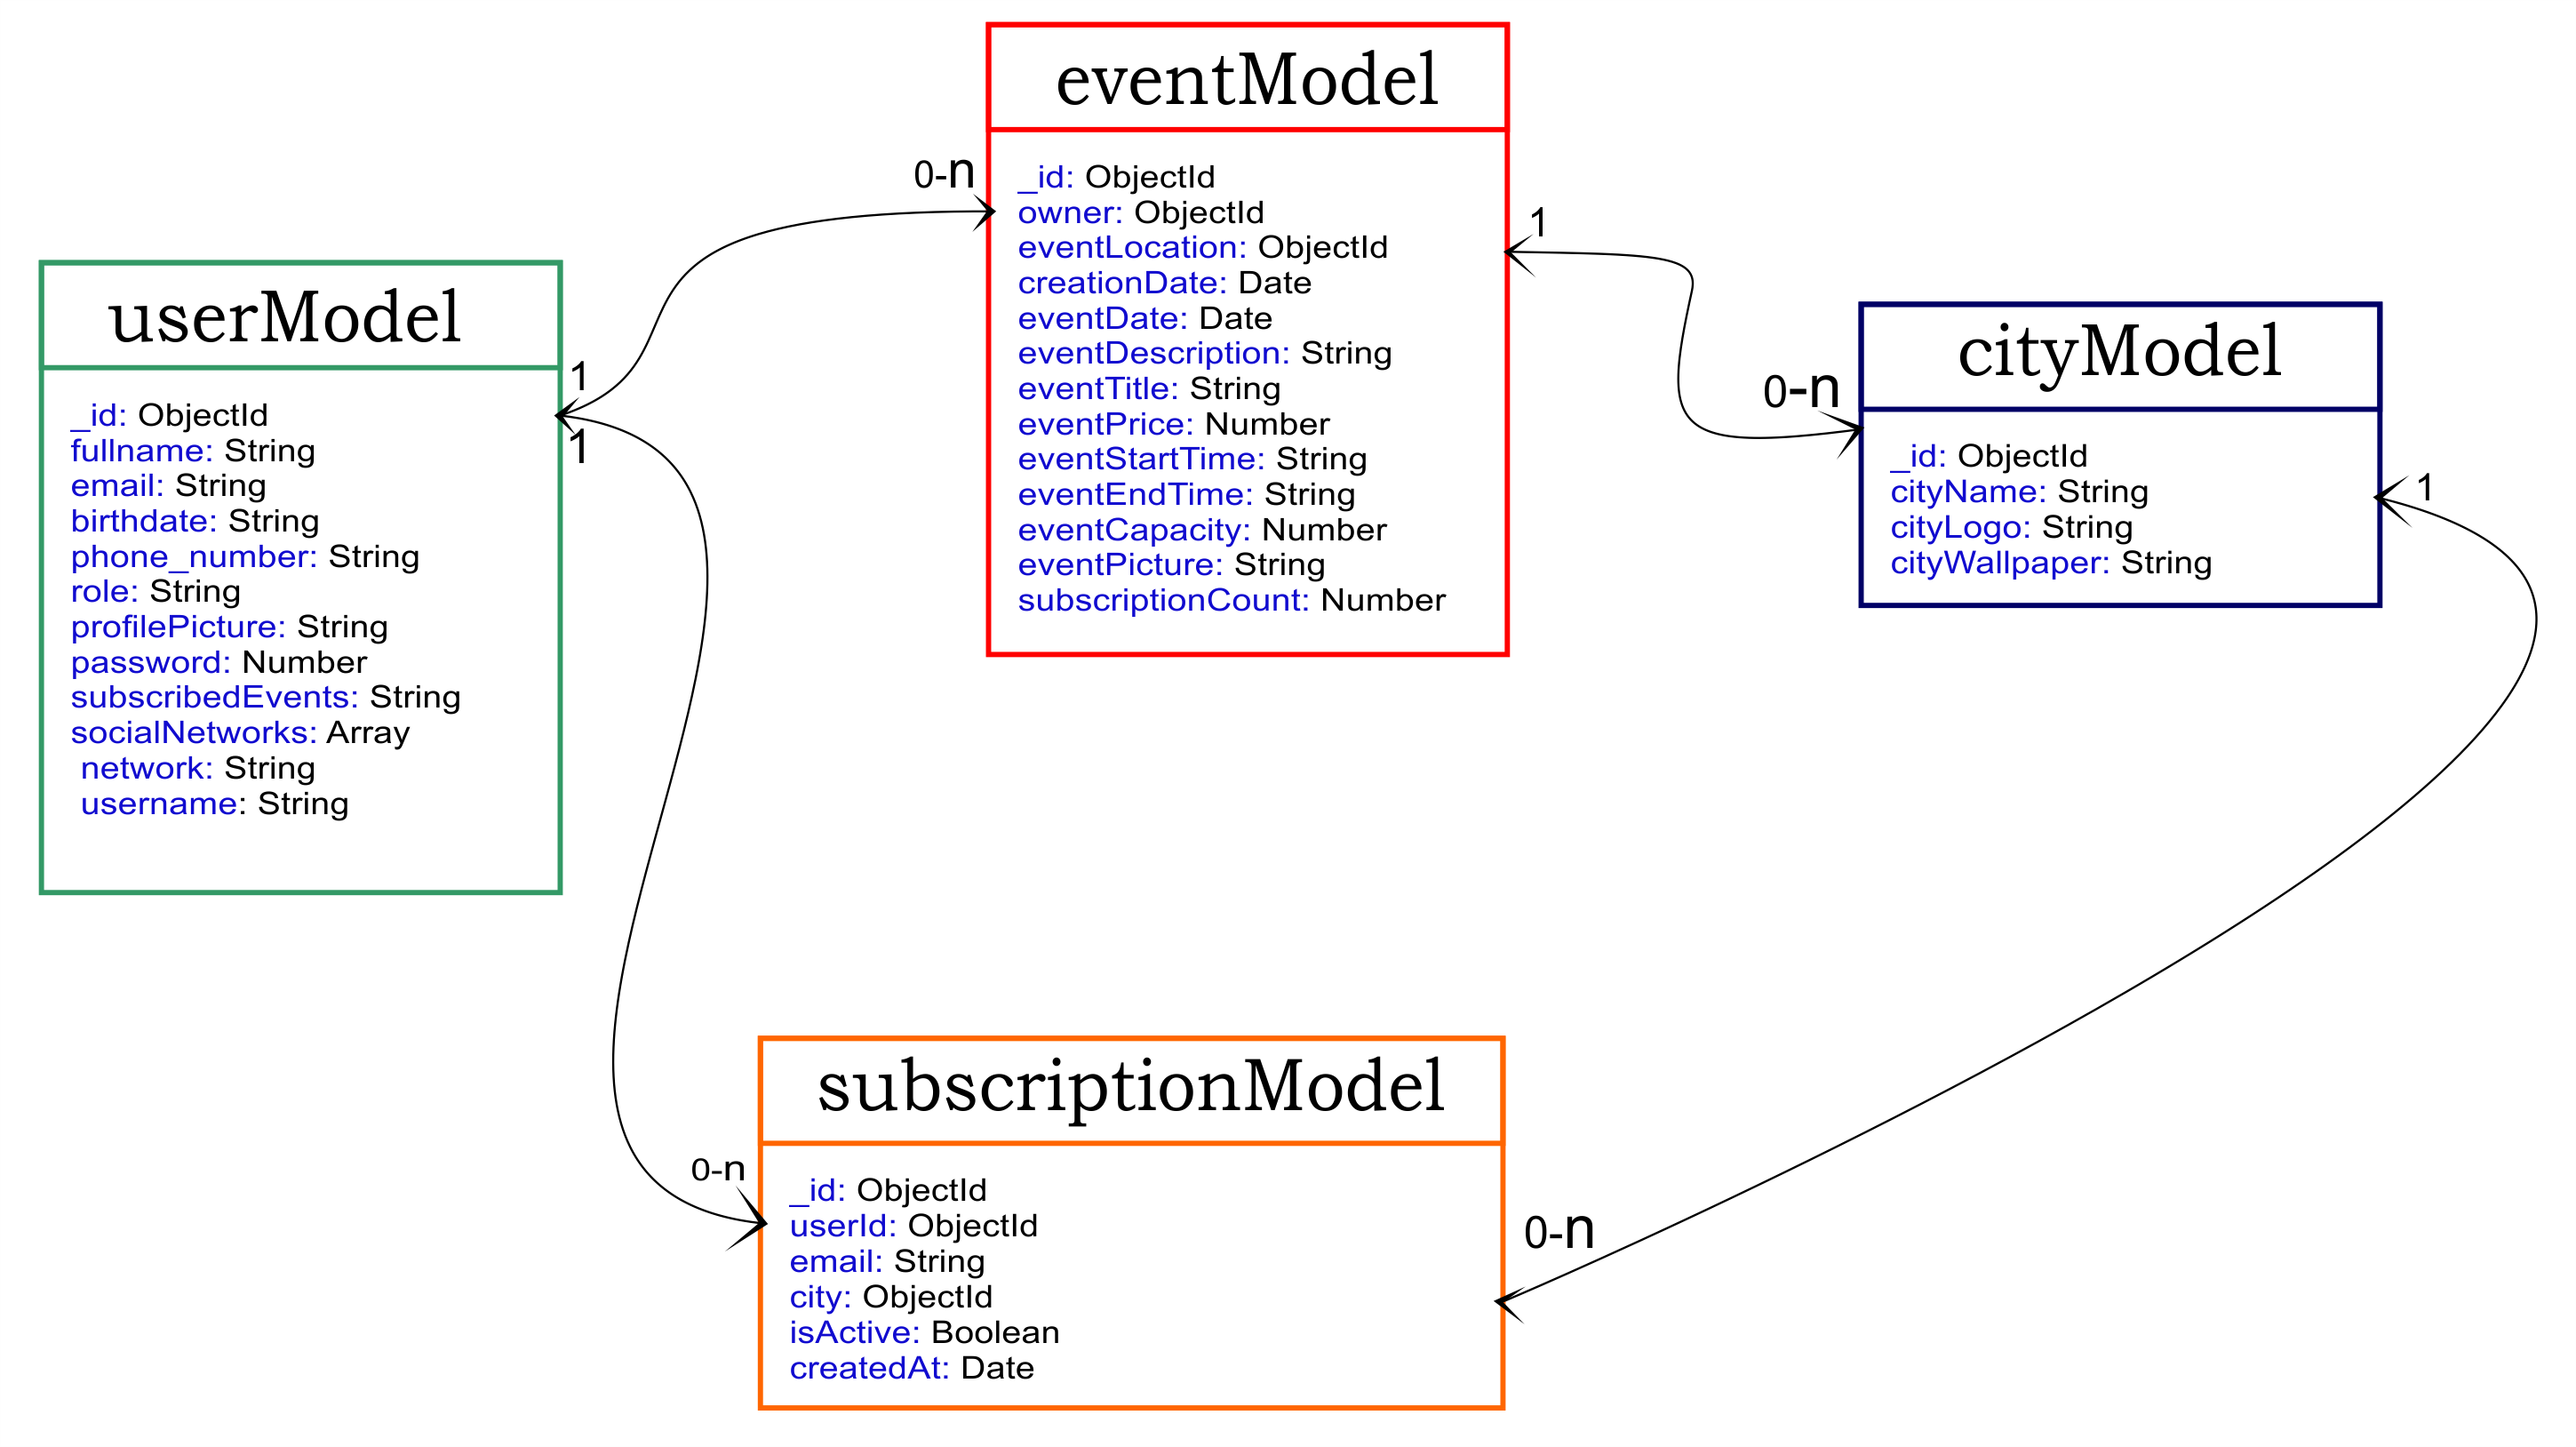 userModel
_id: ObjectId
fullname: String
email: String
birthdate: String
phone_number: String
role: String
profilePicture: String
password: Number
subscribedEvents: String
socialNetworks: Array
network: String
username: String
1
1
0-n
eventModel
_id: ObjectId
owner: ObjectId
eventLocation: ObjectId
creationDate: Date
eventDate: Date
eventDescription: String
eventTitle: String
eventPrice: Number
eventStartTime: String
eventEndTime: String
eventCapacity: Number
eventPicture: String
subscriptionCount: Number
1
0-n
cityModel
_id: ObjectId
cityName: String
cityLogo: String
cityWallpaper: String
1
0-n
subscriptionModel
_id: ObjectId
userId: ObjectId
email: String
city: ObjectId
isActive: Boolean
createdAt: Date
0-n